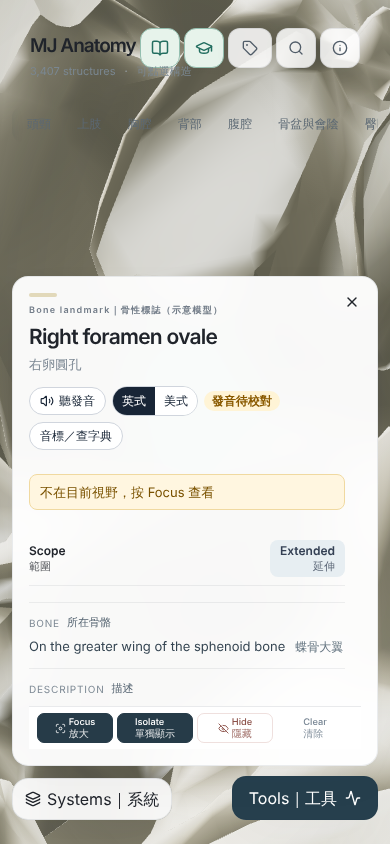 MJ Anatomy
3,407 structures ·
上肢
背部 腹腔 骨盆與會陰 臀
Bone landmark | 骨性標誌（示意模型）
Right foramen ovale
右卵圓孔
聽發音 英式 美式 發音待校對
音標／查字典
不在目前視野，按 Focus 查看
Scope Extended
範圍 延伸
BONE 所在骨骼
On the greater wing of the sphenoid bone 蝶骨大翼
DESCRIPTION 描述
Focus Isolate Hide Clear
放大 單獨顯示 隱藏 清除
Systems｜系統 Tools｜工具